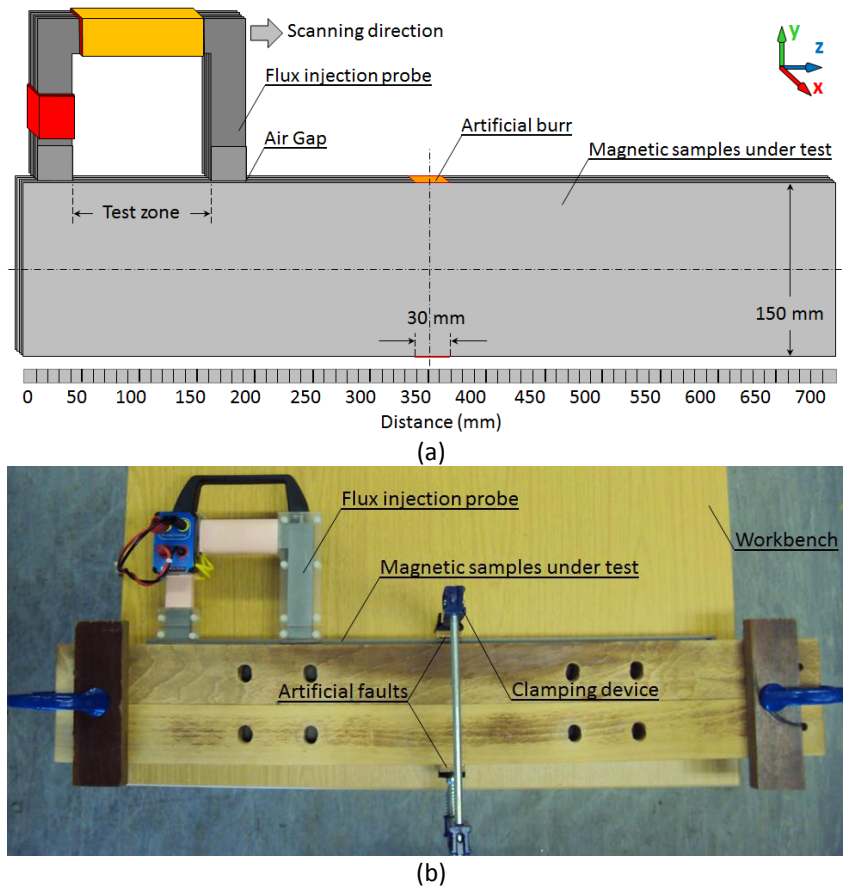 y
z
x
Scanning direction
Flux injection probe
Air Gap
Artificial burr
Magnetic samples under test
Test zone
30 mm
150 mm
0 50 100 150 200 250 300 350 400 450 500 550 600 650 700
Distance (mm)
(a)
Flux injection probe
Workbench
Magnetic samples under test
Artificial faults
Clamping device
(b)